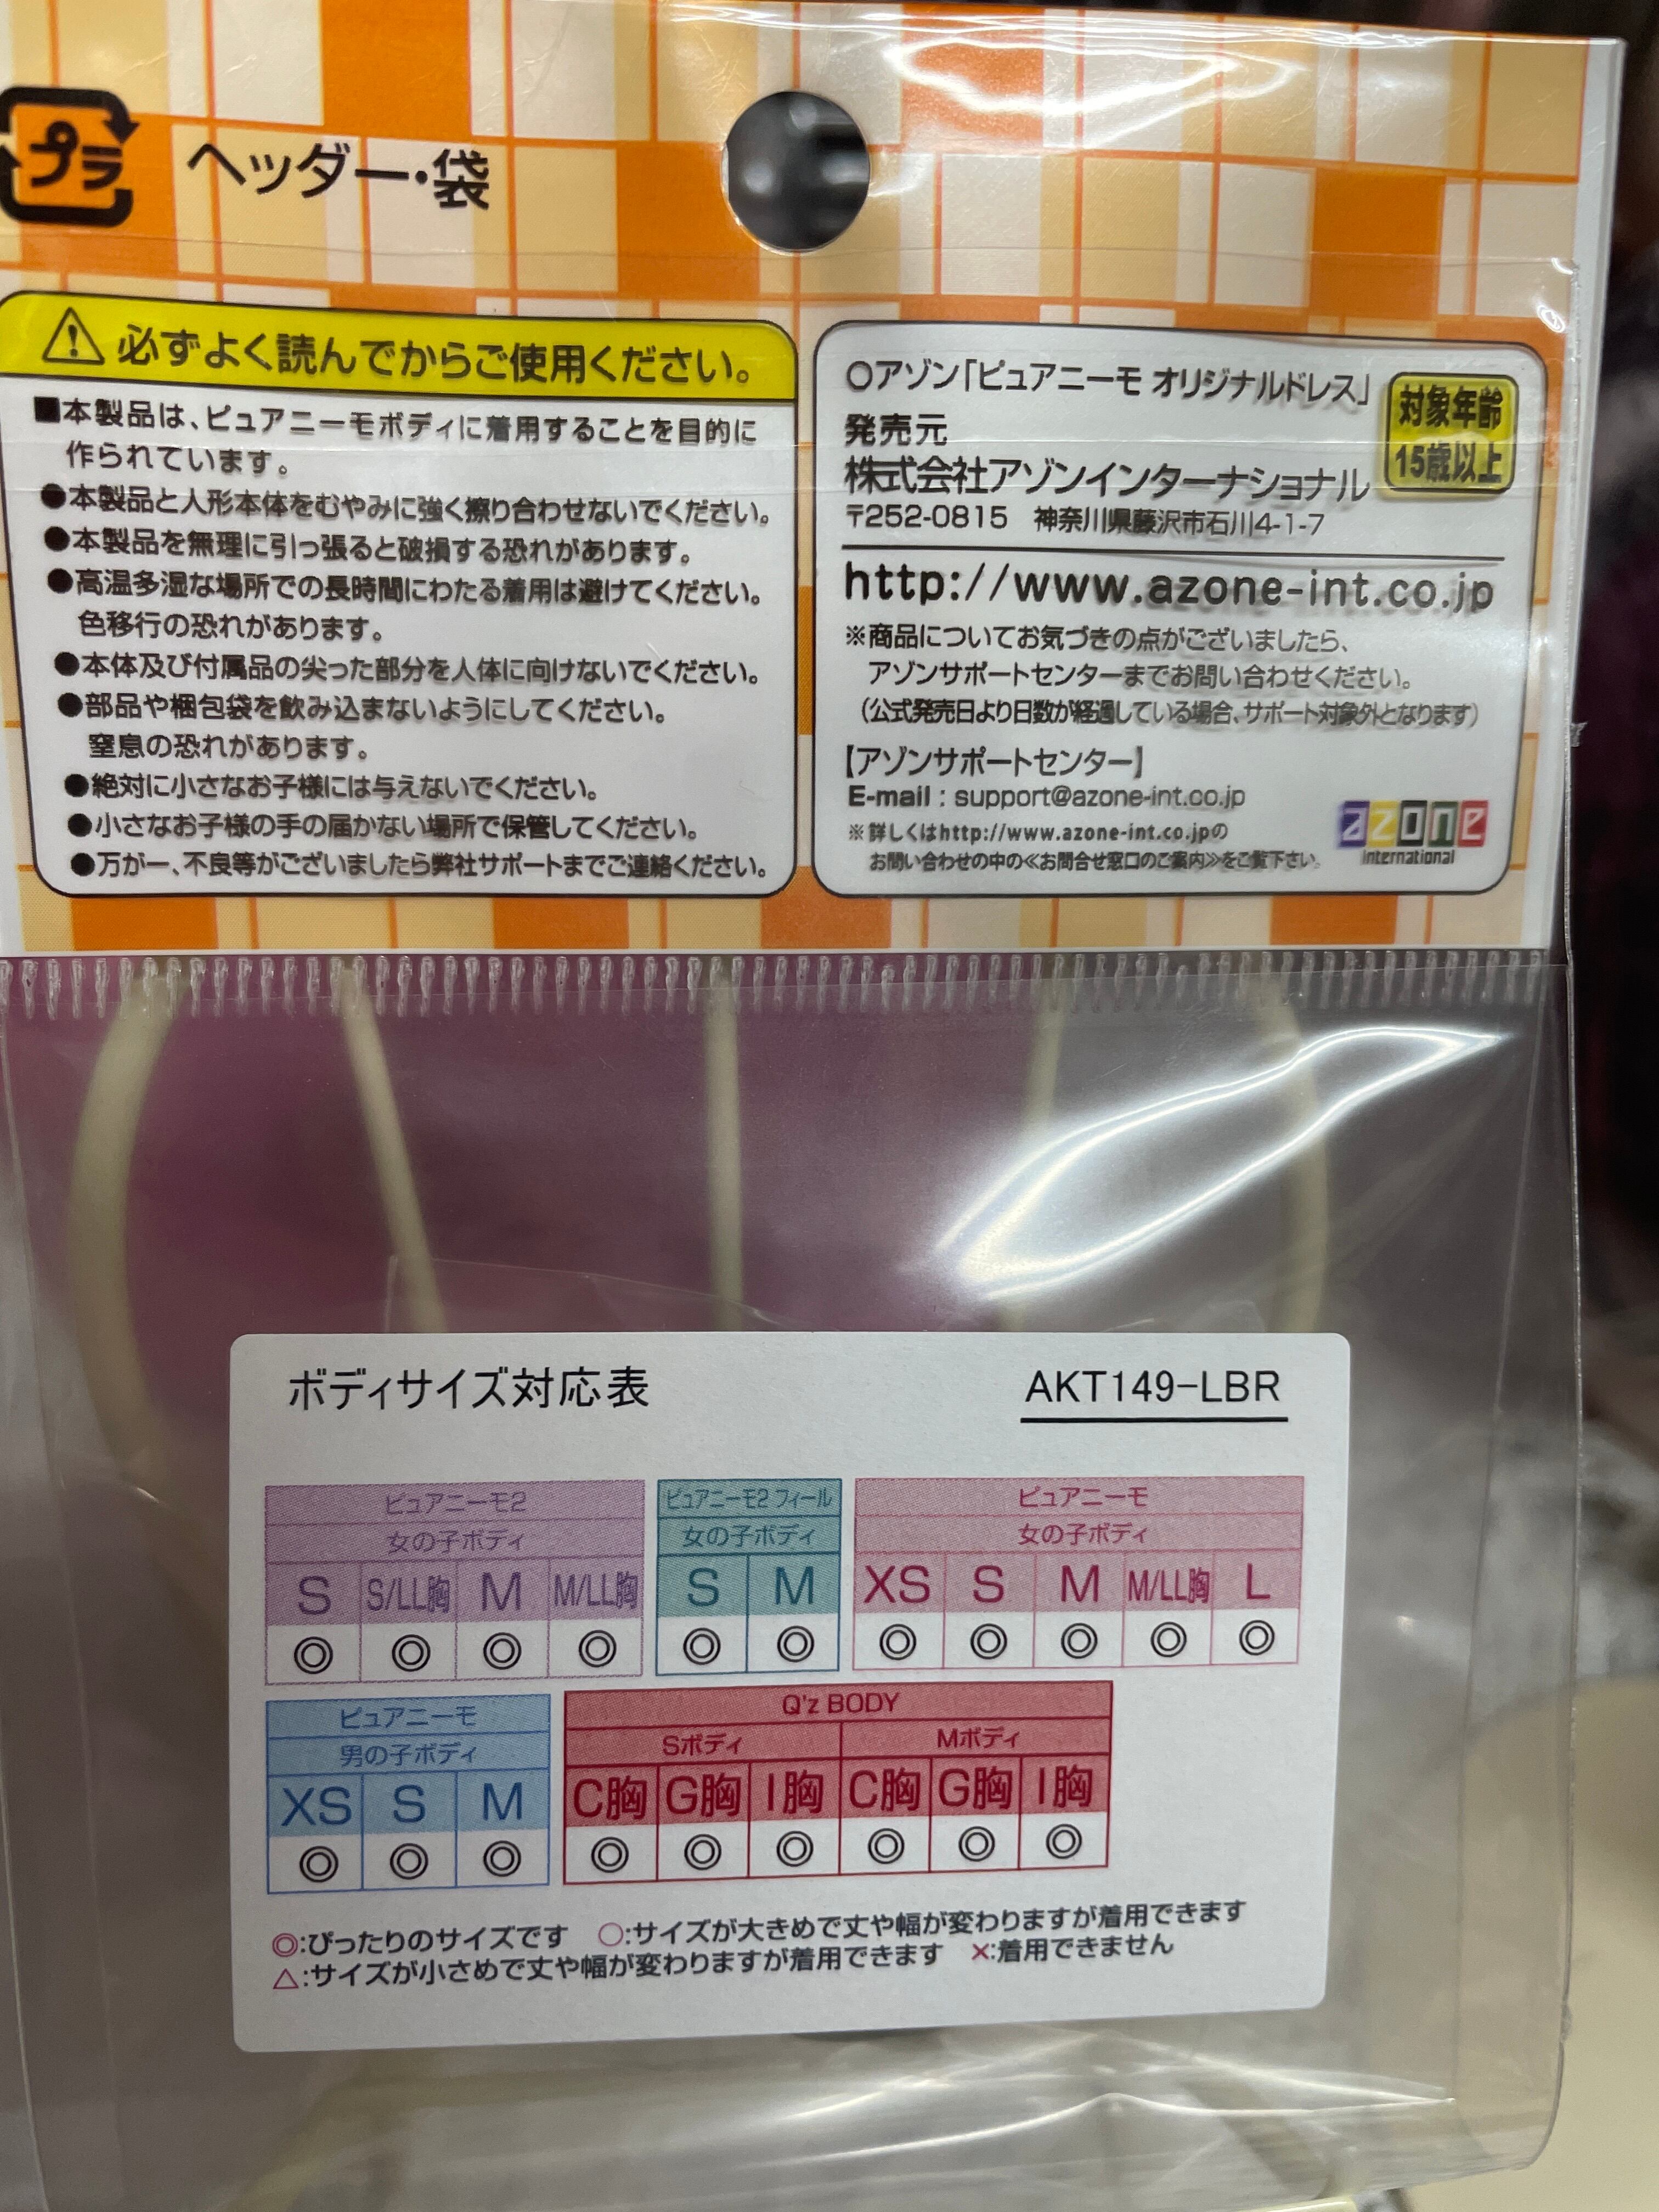 プラ
ヘッダー・袋
必ずよく読んでからご使用ください。
■本製品は、ピュアニーモボディに着用することを目的に
作られています。
●本製品と人形本体をむやみに強く擦り合わせないでください。
●本製品を無理に引っ張ると破損する恐れがあります。
●高温多湿な場所での長時間にわたる着用は避けてください。
色移行の恐れがあります。
●本体及び付属品の尖った部分を人体に向けないでください。
●部品や梱包袋を飲み込まないようにしてください。
窒息の恐れがあります。
●絶対に小さなお子様には与えないでください。
●小さなお子様の手の届かない場所で保管してください。
●万が一、不良等がございましたら弊社サポートまでご連絡ください。
○アゾン「ピュアニーモ オリジナルドレス」
対象年齢
15歳以上
発売元
株式会社アゾンインターナショナル
〒252-0815 神奈川県藤沢市石川4-1-7
http://www.azone-int.co.jp
※商品についてお気づきの点がございましたら、
アゾンサポートセンターまでお問い合わせください。
(公式発売日より日数が経過している場合、サポート対象外となります)
【アゾンサポートセンター】
E-mail : support@azone-int.co.jp
※詳しくはhttp://www.azone-int.co.jpの
お問い合わせの中の≪お問合せ窓口のご案内≫をご覧下さい。
azone
international
ボディサイズ対応表 AKT149-LBR
ピュアニーモ2 ピュアニーモ2 フィール ピュアニーモ
女の子ボディ 女の子ボディ 女の子ボディ
S S/LL胸 M M/LL胸 S M XS S M M/LL胸 L
◎ ◎ ◎ ◎ ◎ ◎ ◎ ◎ ◎ ◎ ◎
ピュアニーモ Q'z BODY
男の子ボディ Sボディ Mボディ
XS S M C胸 G胸 I胸 C胸 G胸 I胸
◎ ◎ ◎ ◎ ◎ ◎ ◎ ◎ ◎
◎:ぴったりのサイズです ○:サイズが大きめで丈や幅が変わりますが着用できます
△:サイズが小さめで丈や幅が変わりますが着用できます ×:着用できません